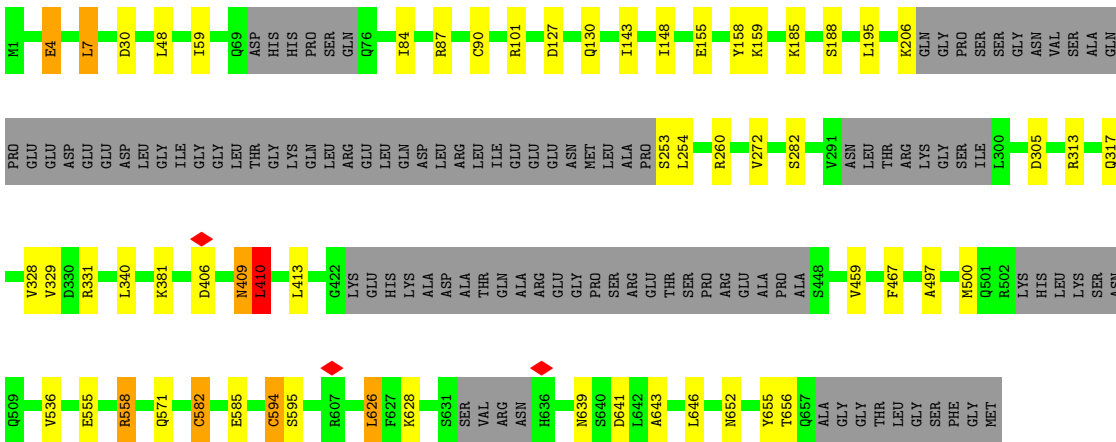 M1 E4 L7 D30 L48 I59 Q69 ASP HIS HIS PRO SER GLN Q76 I84 R87 C90 R101 D127 Q130 I143 I148 E155 Y158 K159 K185 S188 L195 K206 GLN GLY PRO SER SER GLY ASN VAL SER ALA GLN
PRO GLU GLU ASP GLU GLU ASP LEU GLY ILE GLY GLY LEU THR GLY LYS GLN LEU ARG GLU LEU LEU GLN ASP LEU ARG LEU ILE GLU GLU GLU ASN MET LEU ALA PRO S253 L254 R260 V272 S282 V291 ASN LEU THR ARG LYS GLY SER ILE L300 D305 R313 Q317
V328 V329 D330 R331 L340 K381 D406 N409 L410 L413 G422 LYS GLU HIS LYS ALA ASP ALA THR GLN ALA ARG GLU GLY PRO SER ARG GLU THR SER PRO ARG GLU ALA PRO ALA S448 V459 F467 A497 M500 Q501 R502 LYS HIS LEU LYS SER ASN
Q509 V536 E555 R558 Q571 C582 E585 C594 S595 R607 L626 F627 K628 S631 SER VAL ARG ASN H636 N639 S640 D641 L642 A643 L646 N652 Y655 T656 Q657 ALA GLY GLY THR LEU GLY SER PHE GLY MET